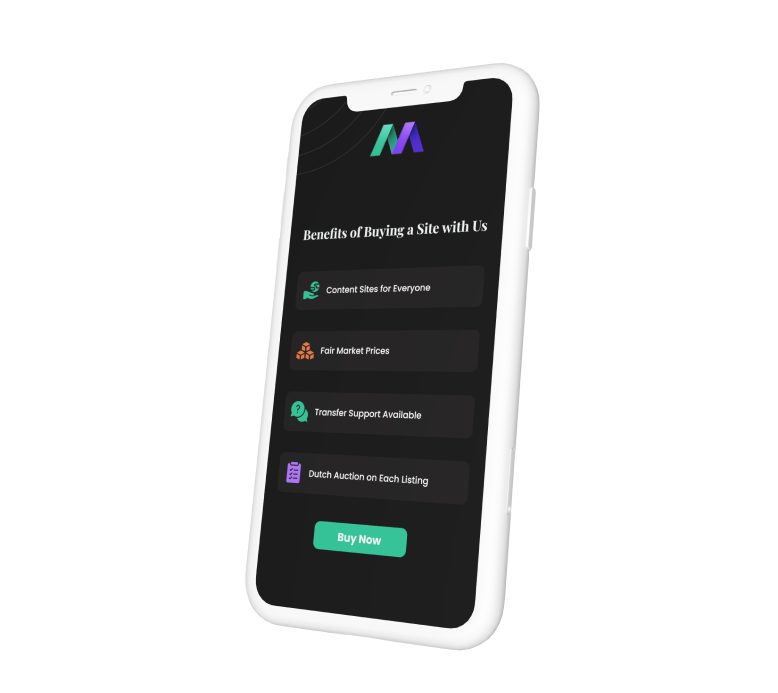 Benefits of Buying a Site with Us
Content Sites for Everyone
Fair Market Prices
Transfer Support Available
Dutch Auction on Each Listing
Buy Now